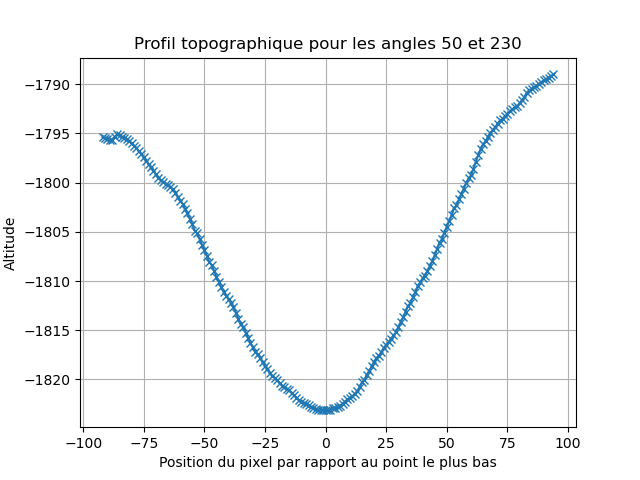 Profil topographique pour les angles 50 et 230
−1790
−1795
−1800
−1805
−1810
−1815
−1820
Altitude
−100 −75 −50 −25 0 25 50 75 100
Position du pixel par rapport au point le plus bas